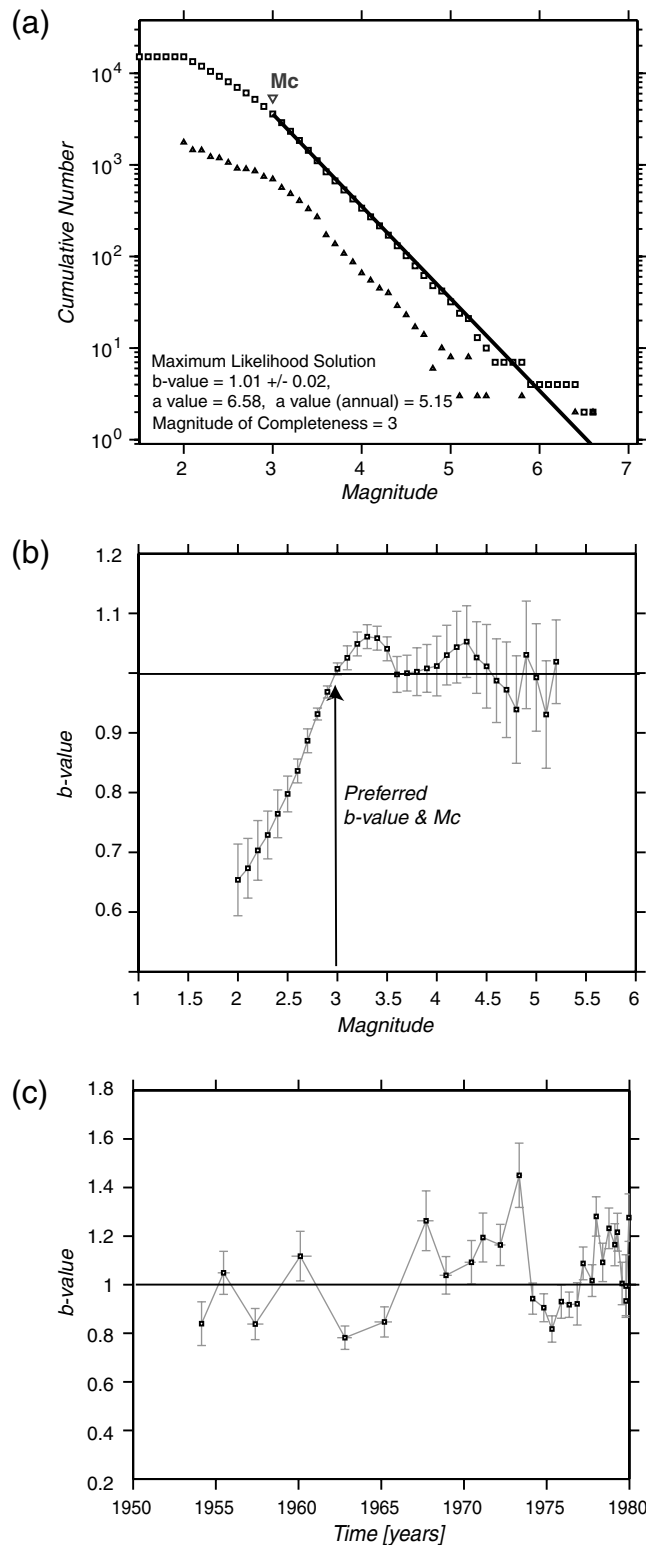 (a)
10^4
10^3
10^2
10^1
10^0
Cumulative Number
Mc
Maximum Likelihood Solution
b-value = 1.01 +/- 0.02,
a value = 6.58, a value (annual) = 5.15
Magnitude of Completeness = 3
2 3 4 5 6 7
Magnitude
(b)
1.2
1.1
1.0
0.9
0.8
0.7
0.6
b-value
Preferred
b-value & Mc
1 1.5 2 2.5 3 3.5 4 4.5 5 5.5 6
Magnitude
(c)
1.8
1.6
1.4
1.2
1
0.8
0.6
0.4
0.2
b-value
1950 1955 1960 1965 1970 1975 1980
Time [years]